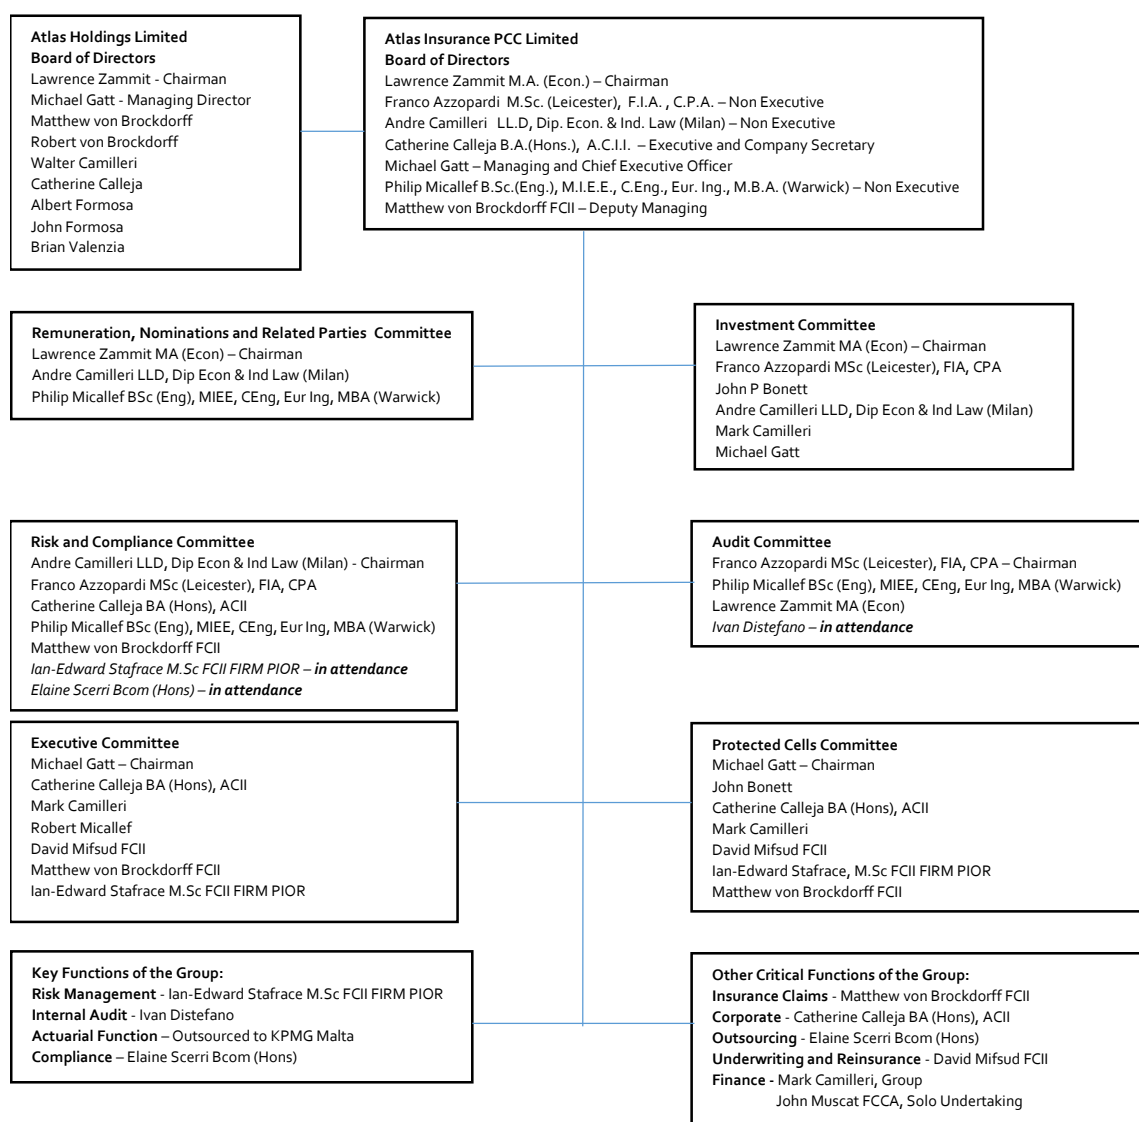 Atlas Holdings Limited
Board of Directors
Lawrence Zammit - Chairman
Michael Gatt - Managing Director
Matthew von Brockdorff
Robert von Brockdorff
Walter Camilleri
Catherine Calleja
Albert Formosa
John Formosa
Brian Valenzia
Atlas Insurance PCC Limited
Board of Directors
Lawrence Zammit M.A. (Econ.) – Chairman
Franco Azzopardi M.Sc. (Leicester), F.I.A. , C.P.A. – Non Executive
Andre Camilleri LL.D, Dip. Econ. & Ind. Law (Milan) – Non Executive
Catherine Calleja B.A.(Hons.), A.C.I.I. – Executive and Company Secretary
Michael Gatt – Managing and Chief Executive Officer
Philip Micallef B.Sc.(Eng.), M.I.E.E., C.Eng., Eur. Ing., M.B.A. (Warwick) – Non Executive
Matthew von Brockdorff FCII – Deputy Managing
Remuneration, Nominations and Related Parties Committee
Lawrence Zammit MA (Econ) – Chairman
Andre Camilleri LLD, Dip Econ & Ind Law (Milan)
Philip Micallef BSc (Eng), MIEE, CEng, Eur Ing, MBA (Warwick)
Investment Committee
Lawrence Zammit MA (Econ) – Chairman
Franco Azzopardi MSc (Leicester), FIA, CPA
John P Bonett
Andre Camilleri LLD, Dip Econ & Ind Law (Milan)
Mark Camilleri
Michael Gatt
Risk and Compliance Committee
Andre Camilleri LLD, Dip Econ & Ind Law (Milan) - Chairman
Franco Azzopardi MSc (Leicester), FIA, CPA
Catherine Calleja BA (Hons), ACII
Philip Micallef BSc (Eng), MIEE, CEng, Eur Ing, MBA (Warwick)
Matthew von Brockdorff FCII
Ian-Edward Stafrace M.Sc FCII FIRM PIOR – in attendance
Elaine Scerri Bcom (Hons) – in attendance
Audit Committee
Franco Azzopardi MSc (Leicester), FIA, CPA – Chairman
Philip Micallef BSc (Eng), MIEE, CEng, Eur Ing, MBA (Warwick)
Lawrence Zammit MA (Econ)
Ivan Distefano – in attendance
Executive Committee
Michael Gatt – Chairman
Catherine Calleja BA (Hons), ACII
Mark Camilleri
Robert Micallef
David Mifsud FCII
Matthew von Brockdorff FCII
Ian-Edward Stafrace M.Sc FCII FIRM PIOR
Protected Cells Committee
Michael Gatt – Chairman
John Bonett
Catherine Calleja BA (Hons), ACII
Mark Camilleri
David Mifsud FCII
Ian-Edward Stafrace, M.Sc FCII FIRM PIOR
Matthew von Brockdorff FCII
Key Functions of the Group:
Risk Management - Ian-Edward Stafrace M.Sc FCII FIRM PIOR
Internal Audit - Ivan Distefano
Actuarial Function – Outsourced to KPMG Malta
Compliance – Elaine Scerri Bcom (Hons)
Other Critical Functions of the Group:
Insurance Claims - Matthew von Brockdorff FCII
Corporate - Catherine Calleja BA (Hons), ACII
Outsourcing - Elaine Scerri Bcom (Hons)
Underwriting and Reinsurance - David Mifsud FCII
Finance - Mark Camilleri, Group
John Muscat FCCA, Solo Undertaking